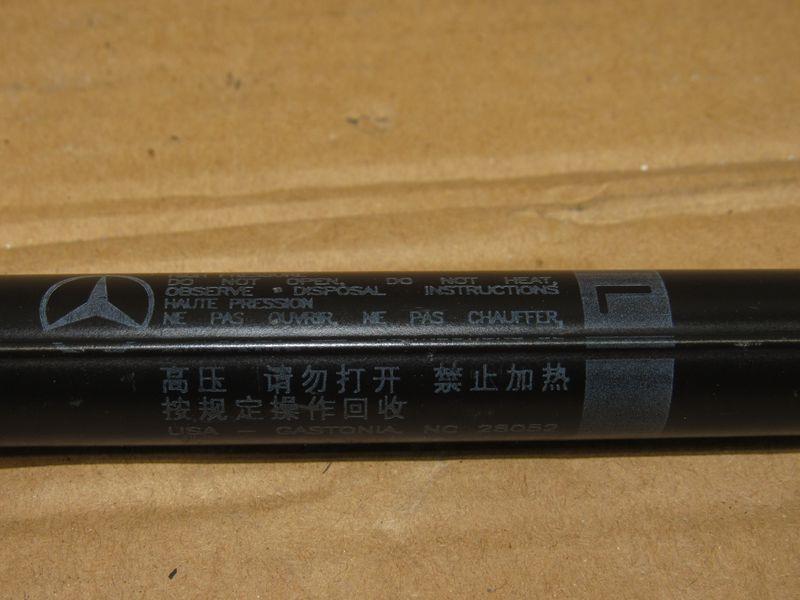 DO NOT OPEN, DO NOT HEAT,
OBSERVE DISPOSAL INSTRUCTIONS
HAUTE PRESSION
NE PAS OUVRIR, NE PAS CHAUFFER,
高压 请勿打开 禁止加热
按规定操作回收
USA - GASTONIA, NC 28052
L